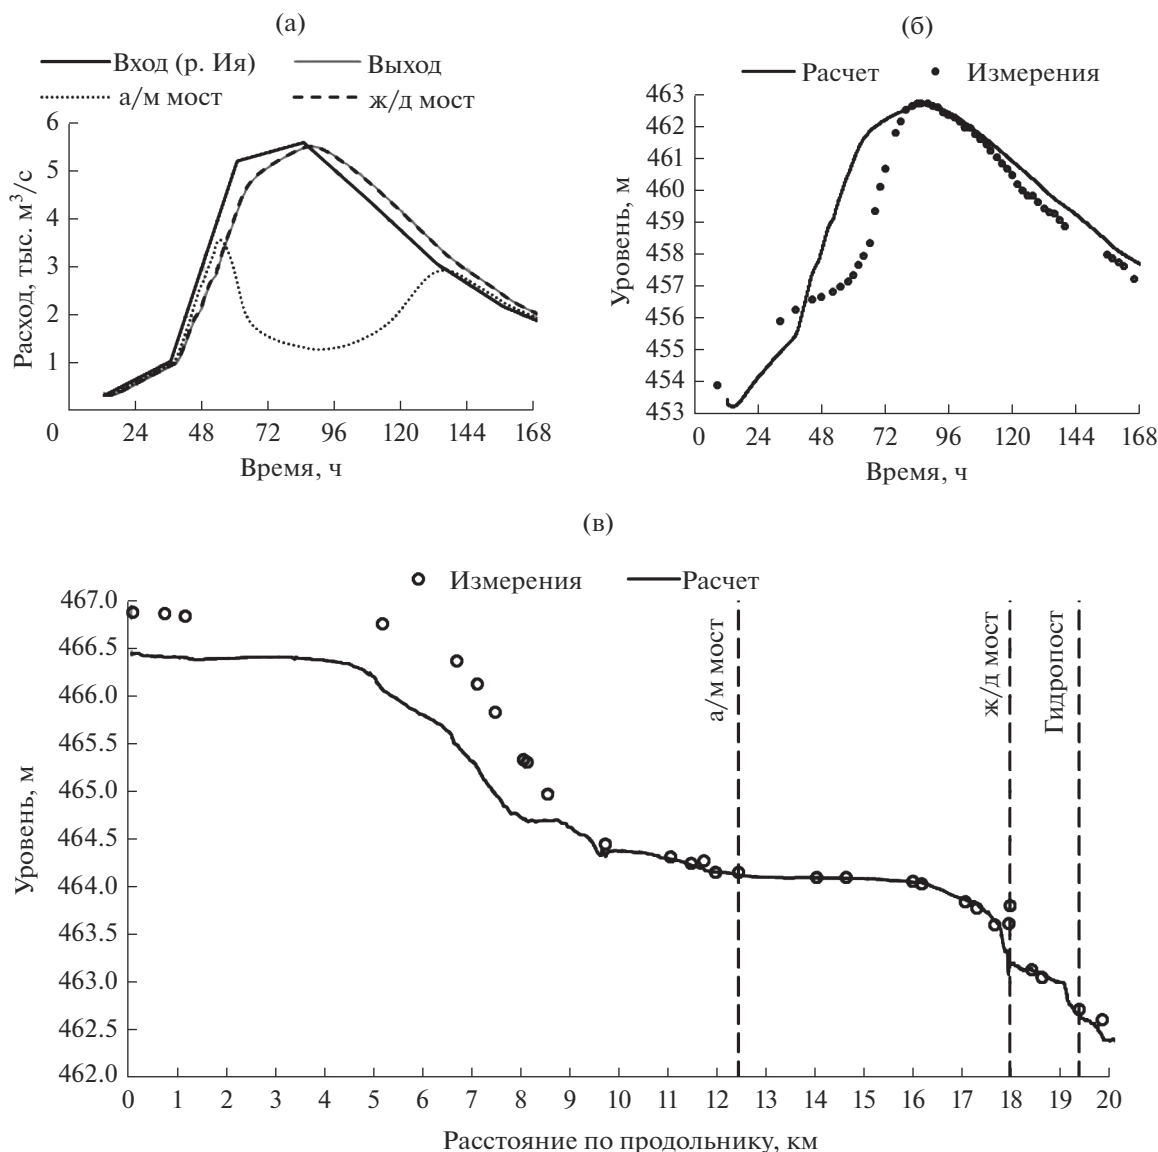 (а)
Вход (р. Ия)
Выход
а/м мост
ж/д мост
Расход, тыс. м³/с
6
5
4
3
2
1
0
24
48
72
96
120
144
168
Время, ч
(б)
Расчет
Измерения
Уровень, м
463
462
461
460
459
458
457
456
455
454
453
0
24
48
72
96
120
144
168
Время, ч
(в)
Измерения
Расчет
Уровень, м
467.0
466.5
466.0
465.5
465.0
464.5
464.0
463.5
463.0
462.5
462.0
а/м мост
ж/д мост
Гидропост
0 1 2 3 4 5 6 7 8 9 10 11 12 13 14 15 16 17 18 19 20
Расстояние по продольнику, км